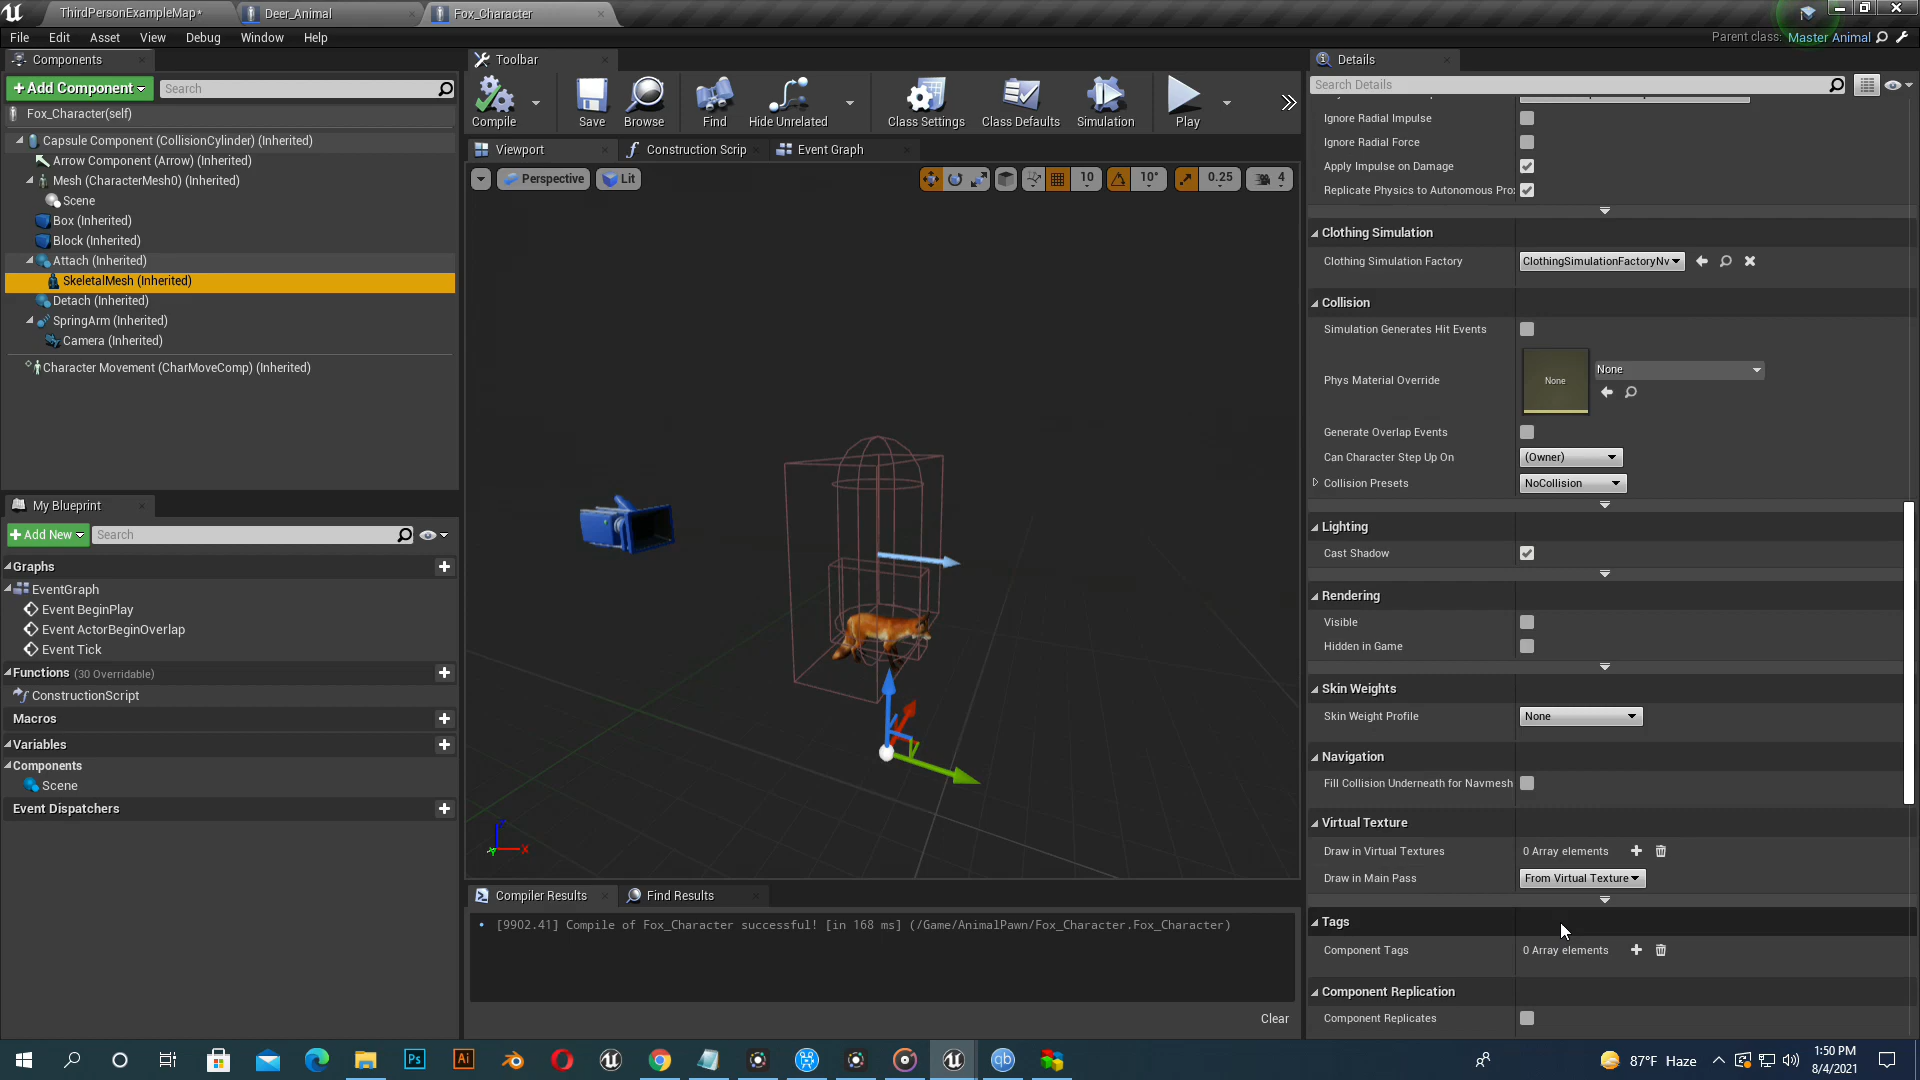 ThirdPersonExampleMap*
Deer_Animal
Fox_Character
File Edit Asset View Debug Window Help
Parent class: Master Animal
Components
+ Add Component
Search
Fox_Character(self)
Capsule Component (CollisionCylinder) (Inherited)
Arrow Component (Arrow) (Inherited)
Mesh (CharacterMesh0) (Inherited)
Scene
Box (Inherited)
Block (Inherited)
Attach (Inherited)
SkeletalMesh (Inherited)
Detach (Inherited)
SpringArm (Inherited)
Camera (Inherited)
Character Movement (CharMoveComp) (Inherited)
My Blueprint
+ Add New
Search
Graphs
EventGraph
Event BeginPlay
Event ActorBeginOverlap
Event Tick
Functions (30 Overridable)
ConstructionScript
Macros
Variables
Components
Scene
Event Dispatchers
Toolbar
Compile
Save
Browse
Find
Hide Unrelated
Class Settings
Class Defaults
Simulation
Play
Viewport
Construction Scrip
Event Graph
Perspective
Lit
10
10°
0.25
4
X
Compiler Results
Find Results
[9902.41] Compile of Fox_Character successful! [in 168 ms] (/Game/AnimalPawn/Fox_Character.Fox_Character)
Clear
Details
Search Details
Ignore Radial Impulse
Ignore Radial Force
Apply Impulse on Damage
Replicate Physics to Autonomous Pro
Clothing Simulation
Clothing Simulation Factory
ClothingSimulationFactoryNv
Collision
Simulation Generates Hit Events
Phys Material Override
None
None
Generate Overlap Events
Can Character Step Up On
(Owner)
Collision Presets
NoCollision
Lighting
Cast Shadow
Rendering
Visible
Hidden in Game
Skin Weights
Skin Weight Profile
None
Navigation
Fill Collision Underneath for Navmesh
Virtual Texture
Draw in Virtual Textures
0 Array elements
Draw in Main Pass
From Virtual Texture
Tags
Component Tags
0 Array elements
Component Replication
Component Replicates
Ps
Ai
qb
87°F Haze
1:50 PM
8/4/2021